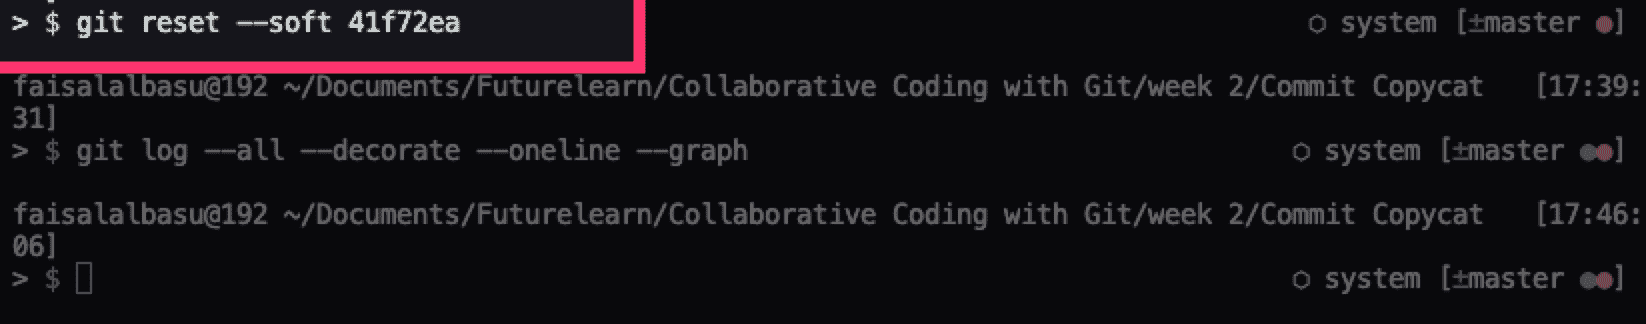 > $ git reset --soft 41f72ea ⬡ system [±master ●]
faisalalbasu@192 ~/Documents/Futurelearn/Collaborative Coding with Git/week 2/Commit Copycat [17:39:
31]
> $ git log --all --decorate --oneline --graph ⬡ system [±master ●●]
faisalalbasu@192 ~/Documents/Futurelearn/Collaborative Coding with Git/week 2/Commit Copycat [17:46:
06]
> $ ⬡ system [±master ●●]